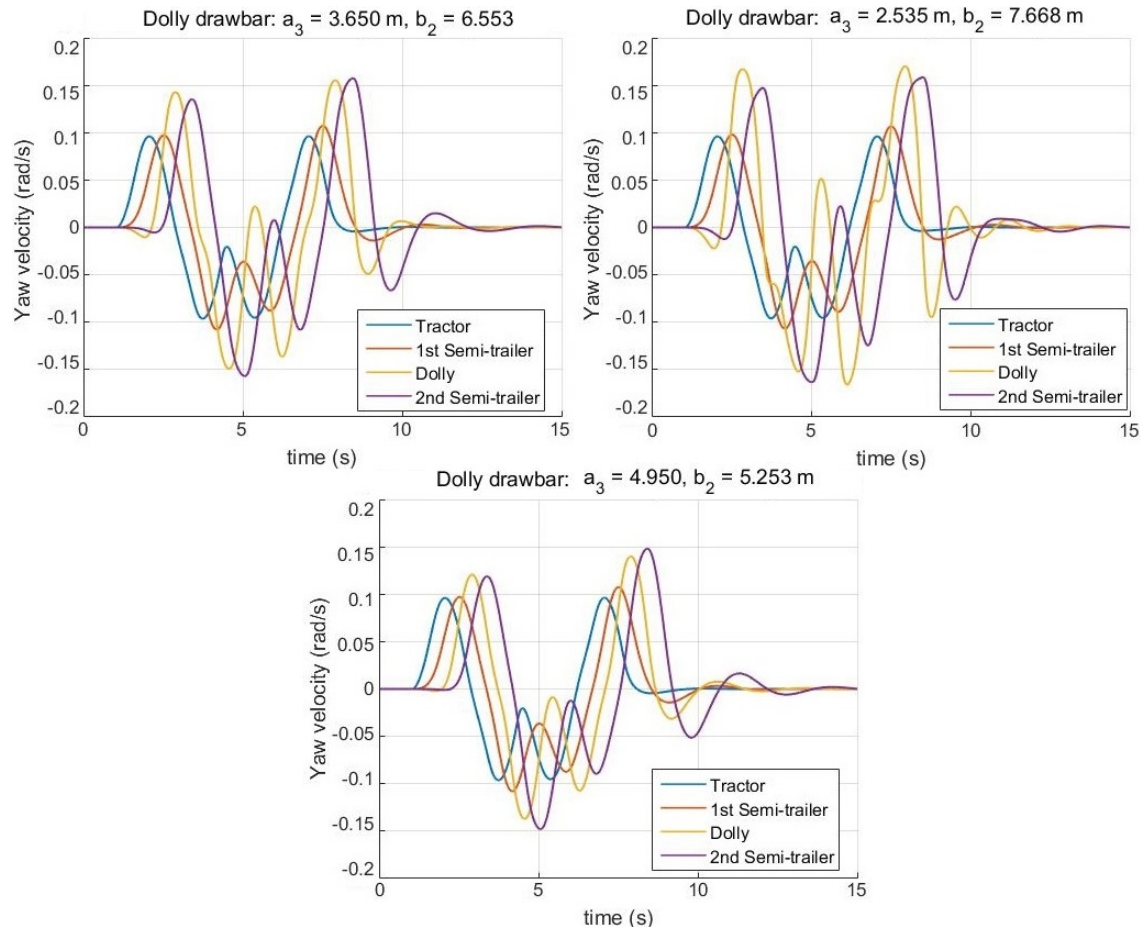 Dolly drawbar: a3 = 3.650 m, b2 = 6.553
0.2
0.15
0.1
0.05
0
-0.05
-0.1
-0.15
-0.2
Yaw velocity (rad/s)
Tractor
1st Semi-trailer
Dolly
2nd Semi-trailer
0 5 10 15
time (s)
Dolly drawbar: a3 = 2.535 m, b2 = 7.668 m
0.2
0.15
0.1
0.05
0
-0.05
-0.1
-0.15
-0.2
Yaw velocity (rad/s)
Tractor
1st Semi-trailer
Dolly
2nd Semi-trailer
0 5 10 15
time (s)
Dolly drawbar: a3 = 4.950, b2 = 5.253 m
0.2
0.15
0.1
0.05
0
-0.05
-0.1
-0.15
-0.2
Yaw velocity (rad/s)
Tractor
1st Semi-trailer
Dolly
2nd Semi-trailer
0 5 10 15
time (s)